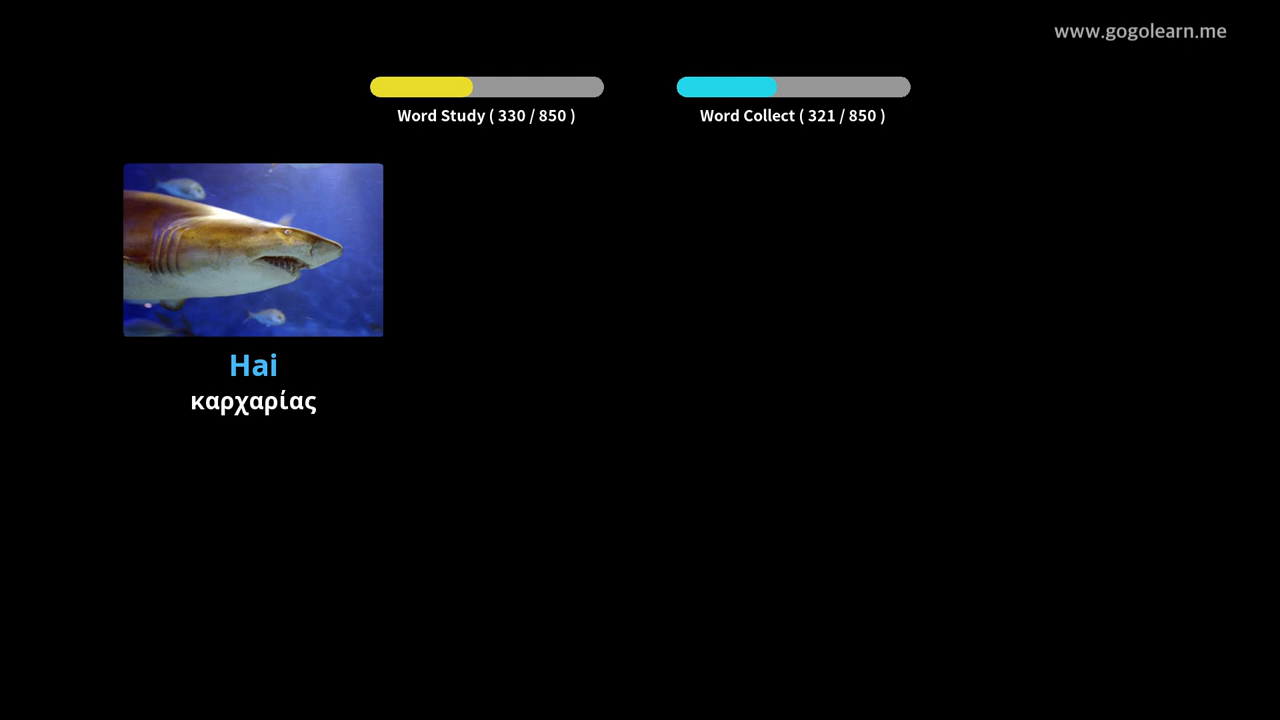 www.gogolearn.me
Word Study ( 330 / 850 )
Word Collect ( 321 / 850 )
Hai
καρχαρίας